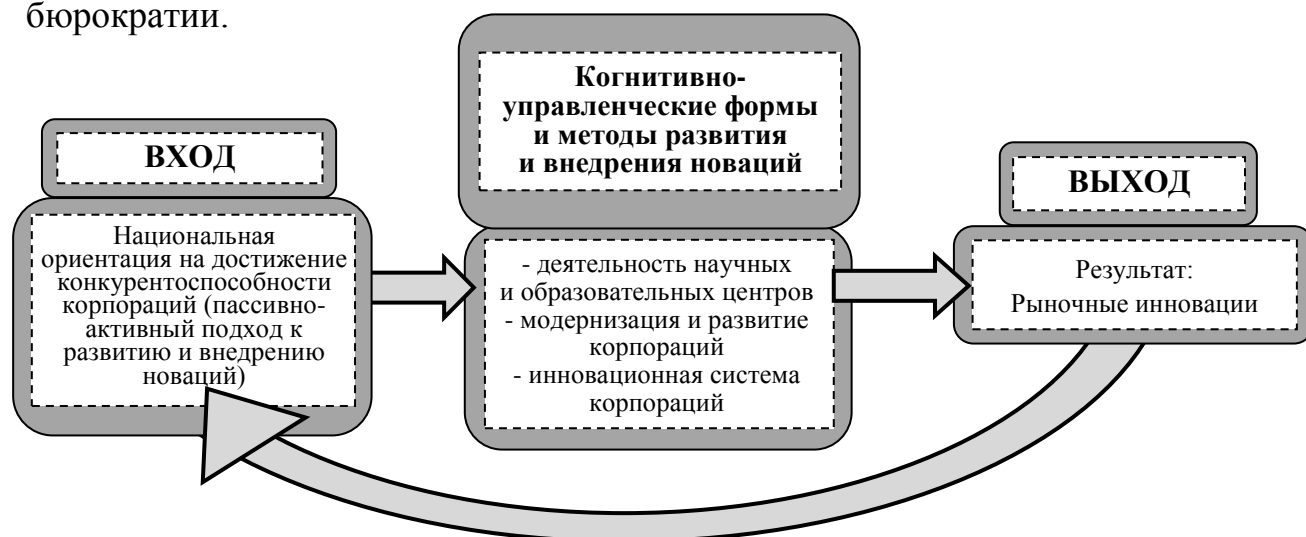 бюрократии.
ВХОД
Национальная
ориентация на достижение
конкурентоспособности
корпораций (пассивно-
активный подход к
развитию и внедрению
новаций)
Когнитивно-
управленческие формы
и методы развития
и внедрения новаций
- деятельность научных
и образовательных центров
- модернизация и развитие
корпораций
- инновационная система
корпораций
ВЫХОД
Результат:
Рыночные инновации